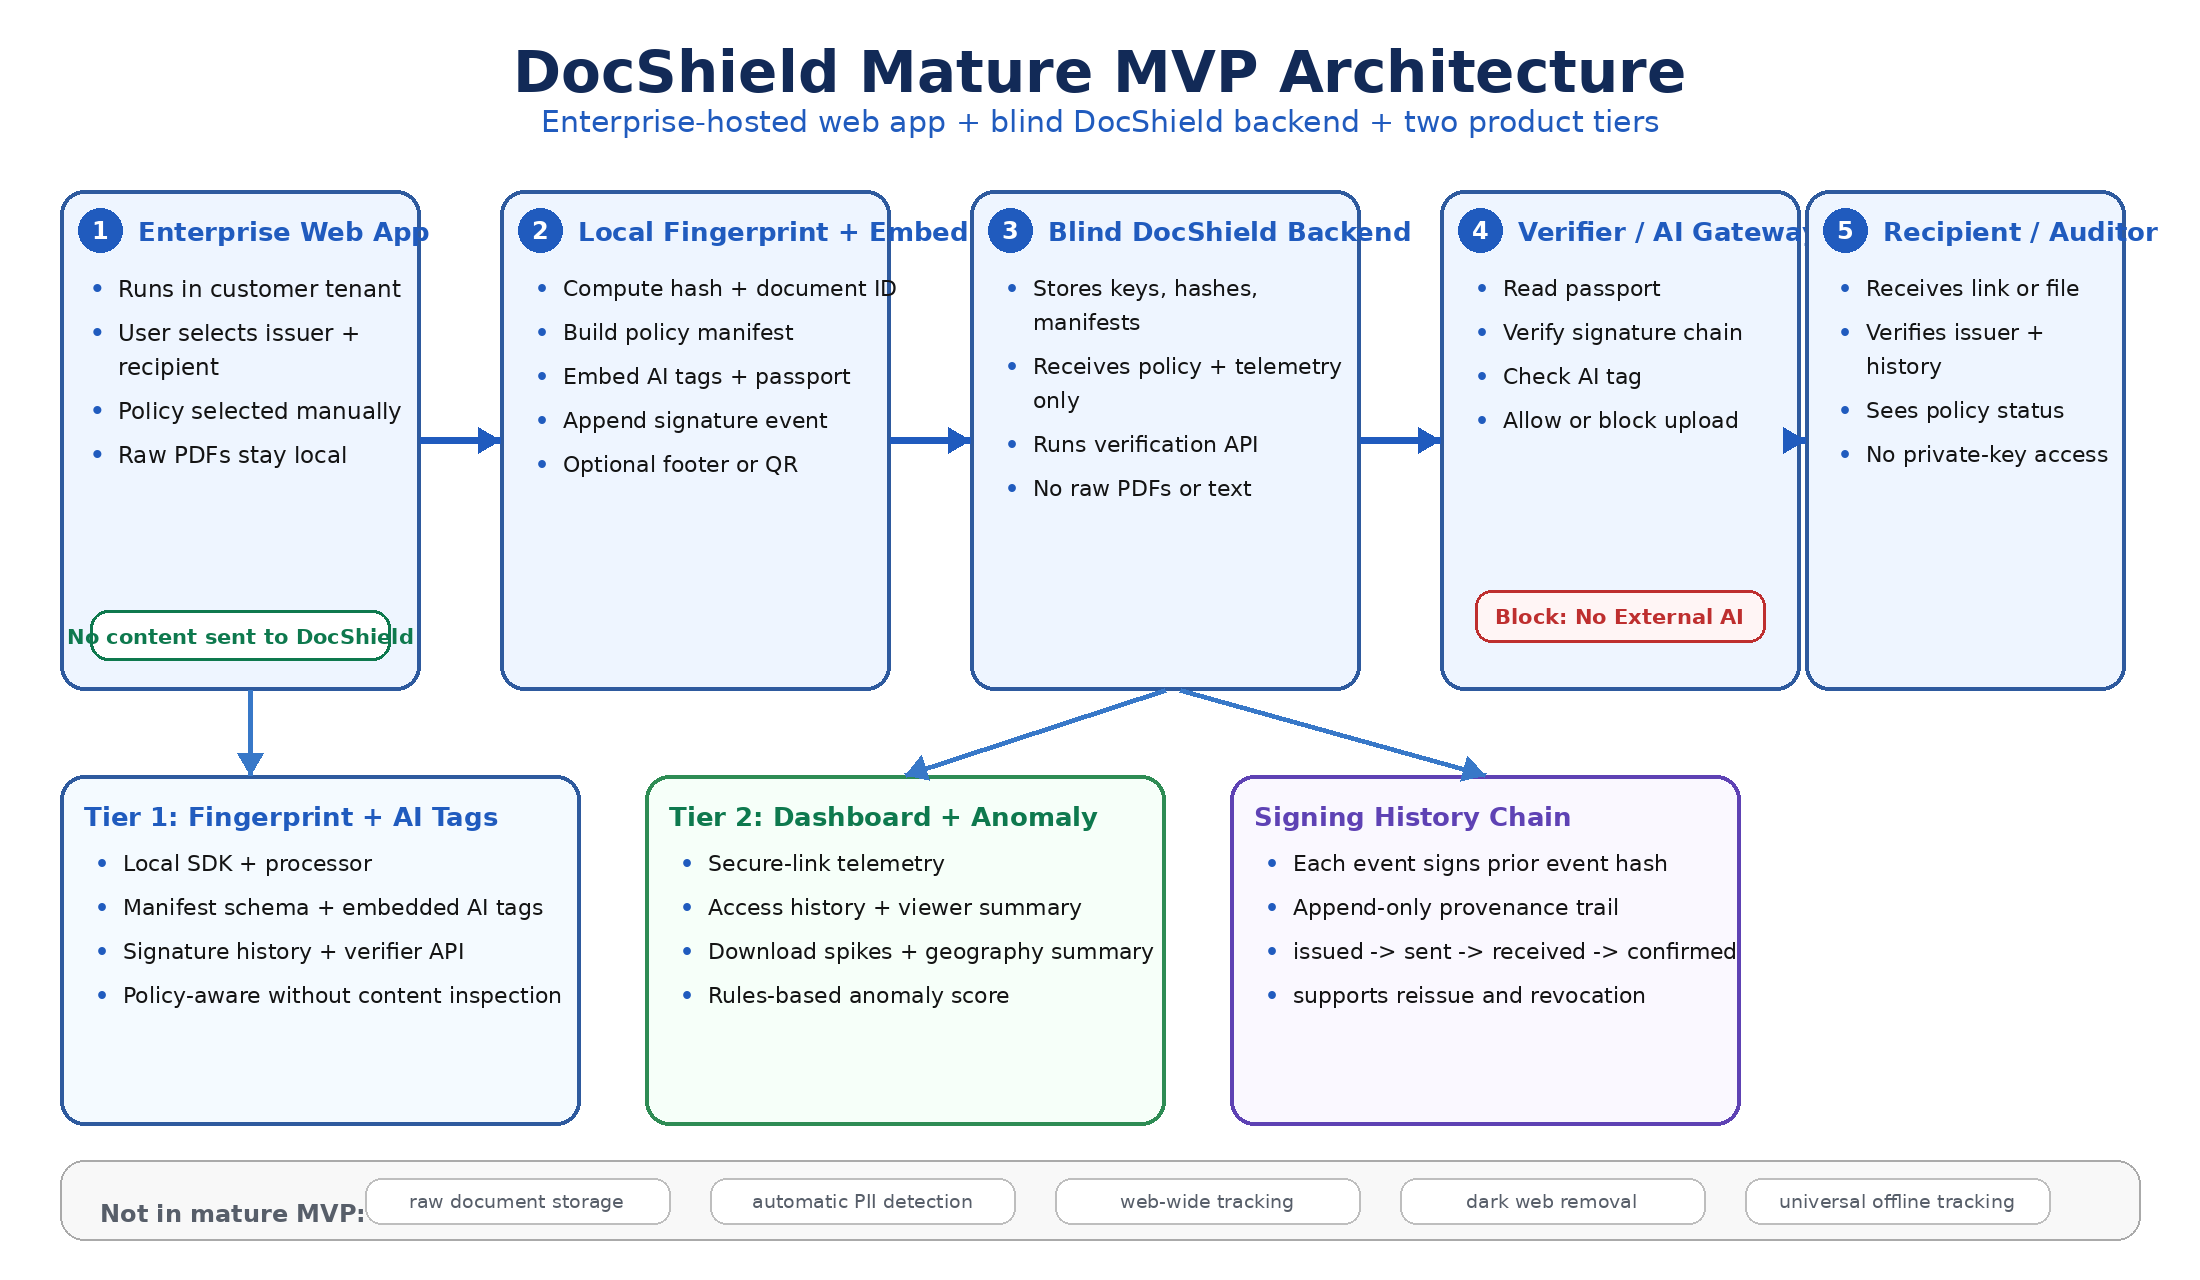 DocShield Mature MVP Architecture
Enterprise-hosted web app + blind DocShield backend + two product tiers
1 Enterprise Web App
• Runs in customer tenant
• User selects issuer +
recipient
• Policy selected manually
• Raw PDFs stay local
No content sent to DocShield
2 Local Fingerprint + Embed
• Compute hash + document ID
• Build policy manifest
• Embed AI tags + passport
• Append signature event
• Optional footer or QR
3 Blind DocShield Backend
• Stores keys, hashes,
manifests
• Receives policy + telemetry
only
• Runs verification API
• No raw PDFs or text
4 Verifier / AI Gateway
• Read passport
• Verify signature chain
• Check AI tag
• Allow or block upload
Block: No External AI
5 Recipient / Auditor
• Receives link or file
• Verifies issuer +
history
• Sees policy status
• No private-key access
Tier 1: Fingerprint + AI Tags
• Local SDK + processor
• Manifest schema + embedded AI tags
• Signature history + verifier API
• Policy-aware without content inspection
Tier 2: Dashboard + Anomaly
• Secure-link telemetry
• Access history + viewer summary
• Download spikes + geography summary
• Rules-based anomaly score
Signing History Chain
• Each event signs prior event hash
• Append-only provenance trail
• issued -> sent -> received -> confirmed
• supports reissue and revocation
Not in mature MVP:
raw document storage
automatic PII detection
web-wide tracking
dark web removal
universal offline tracking